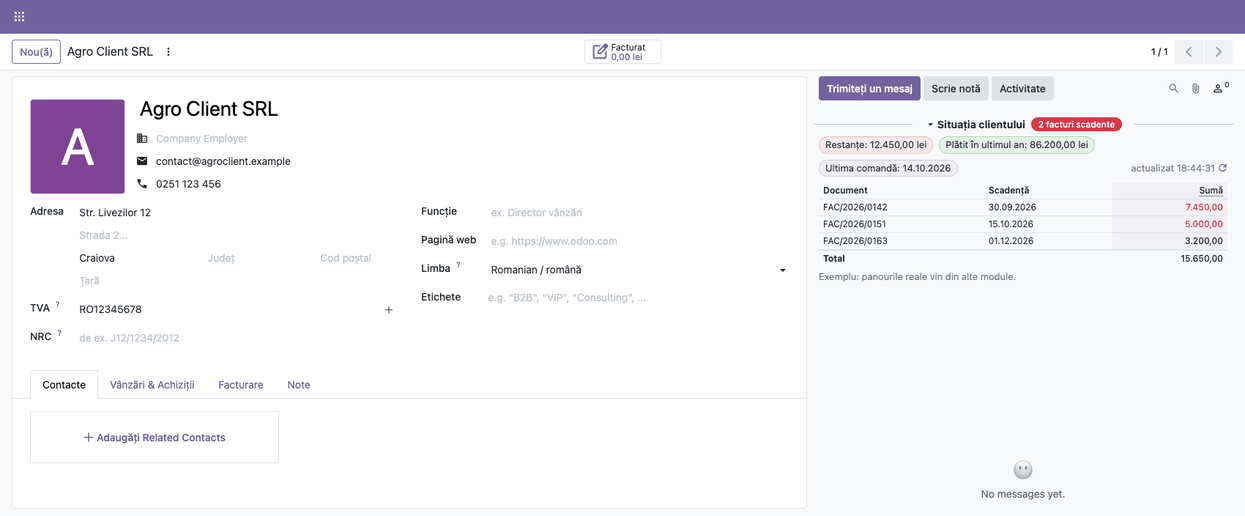 Nou(ă) Agro Client SRL
Facturat
0,00 lei
1 / 1
A
Agro Client SRL
Company Employer
contact@agroclient.example
0251 123 456
Adresa Str. Livezilor 12
Strada 2...
Craiova Județ Cod poștal
Țară
TVA ? RO12345678
NRC ? de ex. J12/1234/2012
Funcție ex. Director vânzări
Pagină web e.g. https://www.odoo.com
Limba ? Romanian / română
Etichete e.g. "B2B", "VIP", "Consulting", ...
Contacte Vânzări & Achiziții Facturare Note
Adaugăți Related Contacts
Trimiteți un mesaj Scrie notă Activitate 0
Situația clientului 2 facturi scadente
Restanțe: 12.450,00 lei Plătit în ultimul an: 86.200,00 lei
Ultima comandă: 14.10.2026 actualizat 18:44:31
Document Scadență Sumă
FAC/2026/0142 30.09.2026 7.450,00
FAC/2026/0151 15.10.2026 5.000,00
FAC/2026/0163 01.12.2026 3.200,00
Total 15.650,00
Exemplu: panourile reale vin din alte module.
No messages yet.